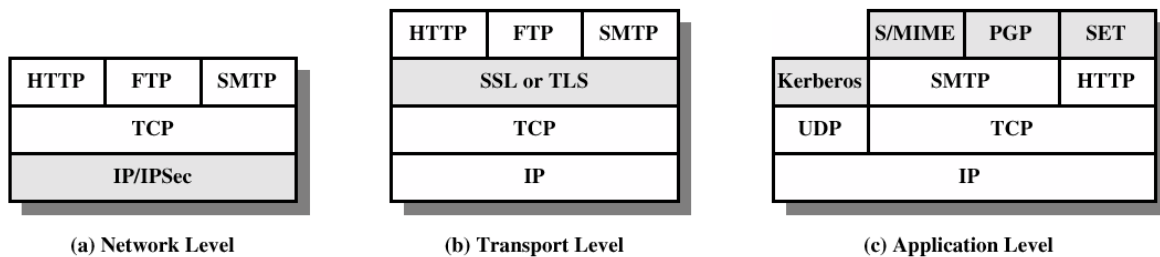 HTTP FTP SMTP
TCP
IP/IPSec
(a) Network Level
HTTP FTP SMTP
SSL or TLS
TCP
IP
(b) Transport Level
S/MIME PGP SET
Kerberos SMTP HTTP
UDP TCP
IP
(c) Application Level